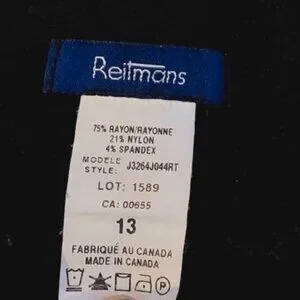 Reitmans
75% RAYON/RAYONNE
21% NYLON
4% SPANDEX
MODELE
STYLE: J3264J044RT
LOT: 1589
CA: 00655
13
FABRIQUÉ AU CANADA
MADE IN CANADA